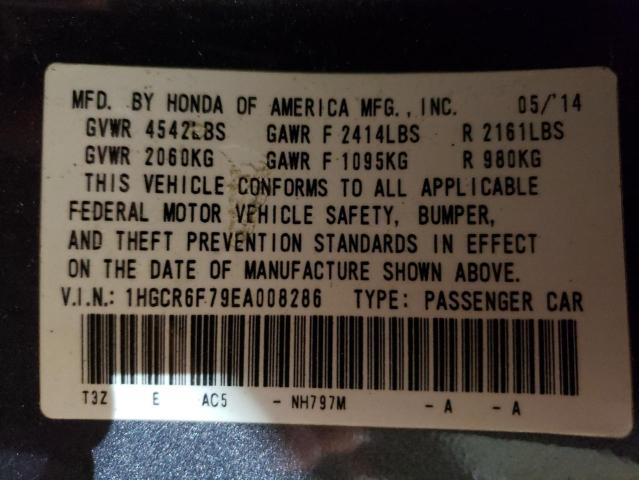 MFD. BY HONDA OF AMERICA MFG., INC. 05/'14
GVWR 4542LBS GAWR F 2414LBS R 2161LBS
GVWR 2060KG GAWR F 1095KG R 980KG
THIS VEHICLE CONFORMS TO ALL APPLICABLE
FEDERAL MOTOR VEHICLE SAFETY, BUMPER,
AND THEFT PREVENTION STANDARDS IN EFFECT
ON THE DATE OF MANUFACTURE SHOWN ABOVE.
V.I.N.: 1HGCR6F79EA008286 TYPE: PASSENGER CAR
T3Z E AC5 - NH797M - A - A